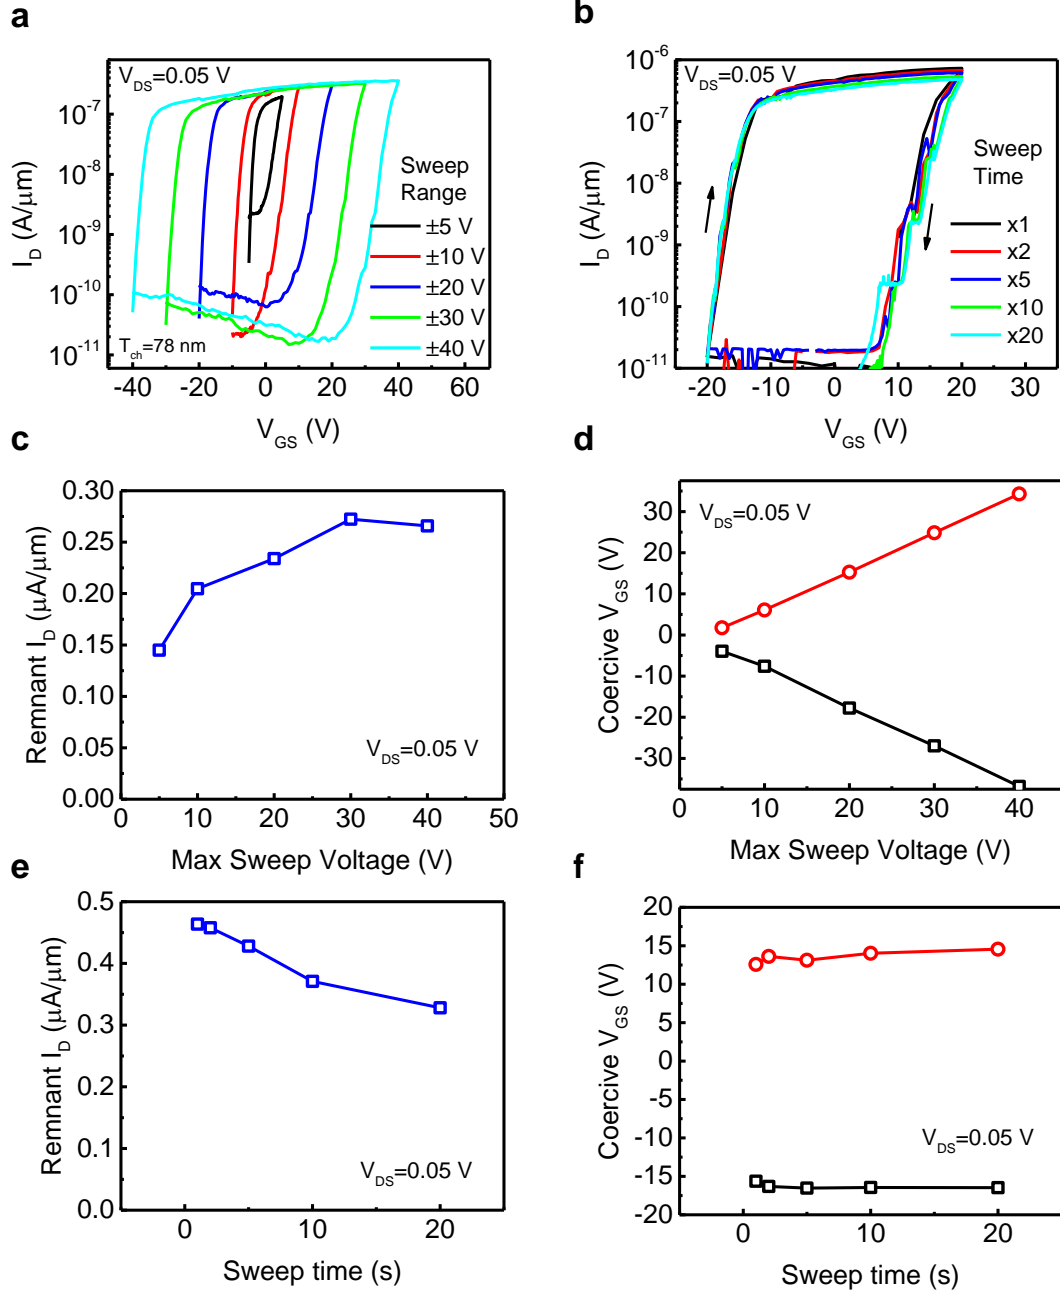 a
V_DS=0.05 V
10^-7
10^-8
10^-9
10^-10
10^-11
I_D (A/μm)
Sweep
Range
±5 V
±10 V
±20 V
±30 V
±40 V
T_ch=78 nm
-40 -20 0 20 40 60
V_GS (V)
b
V_DS=0.05 V
10^-6
10^-7
10^-8
10^-9
10^-10
10^-11
I_D (A/μm)
Sweep
Time
x1
x2
x5
x10
x20
-20 -10 0 10 20 30
V_GS (V)
c
0.30
0.25
0.20
0.15
0.10
0.05
0.00
Remnant I_D (μA/μm)
V_DS=0.05 V
0 10 20 30 40 50
Max Sweep Voltage (V)
d
V_DS=0.05 V
30
20
10
0
-10
-20
-30
Coercive V_GS (V)
0 10 20 30 40
Max Sweep Voltage (V)
e
0.5
0.4
0.3
0.2
0.1
0.0
Remnant I_D (μA/μm)
V_DS=0.05 V
0 10 20
Sweep time (s)
f
20
15
10
5
0
-5
-10
-15
-20
Coercive V_GS (V)
V_DS=0.05 V
0 10 20
Sweep time (s)